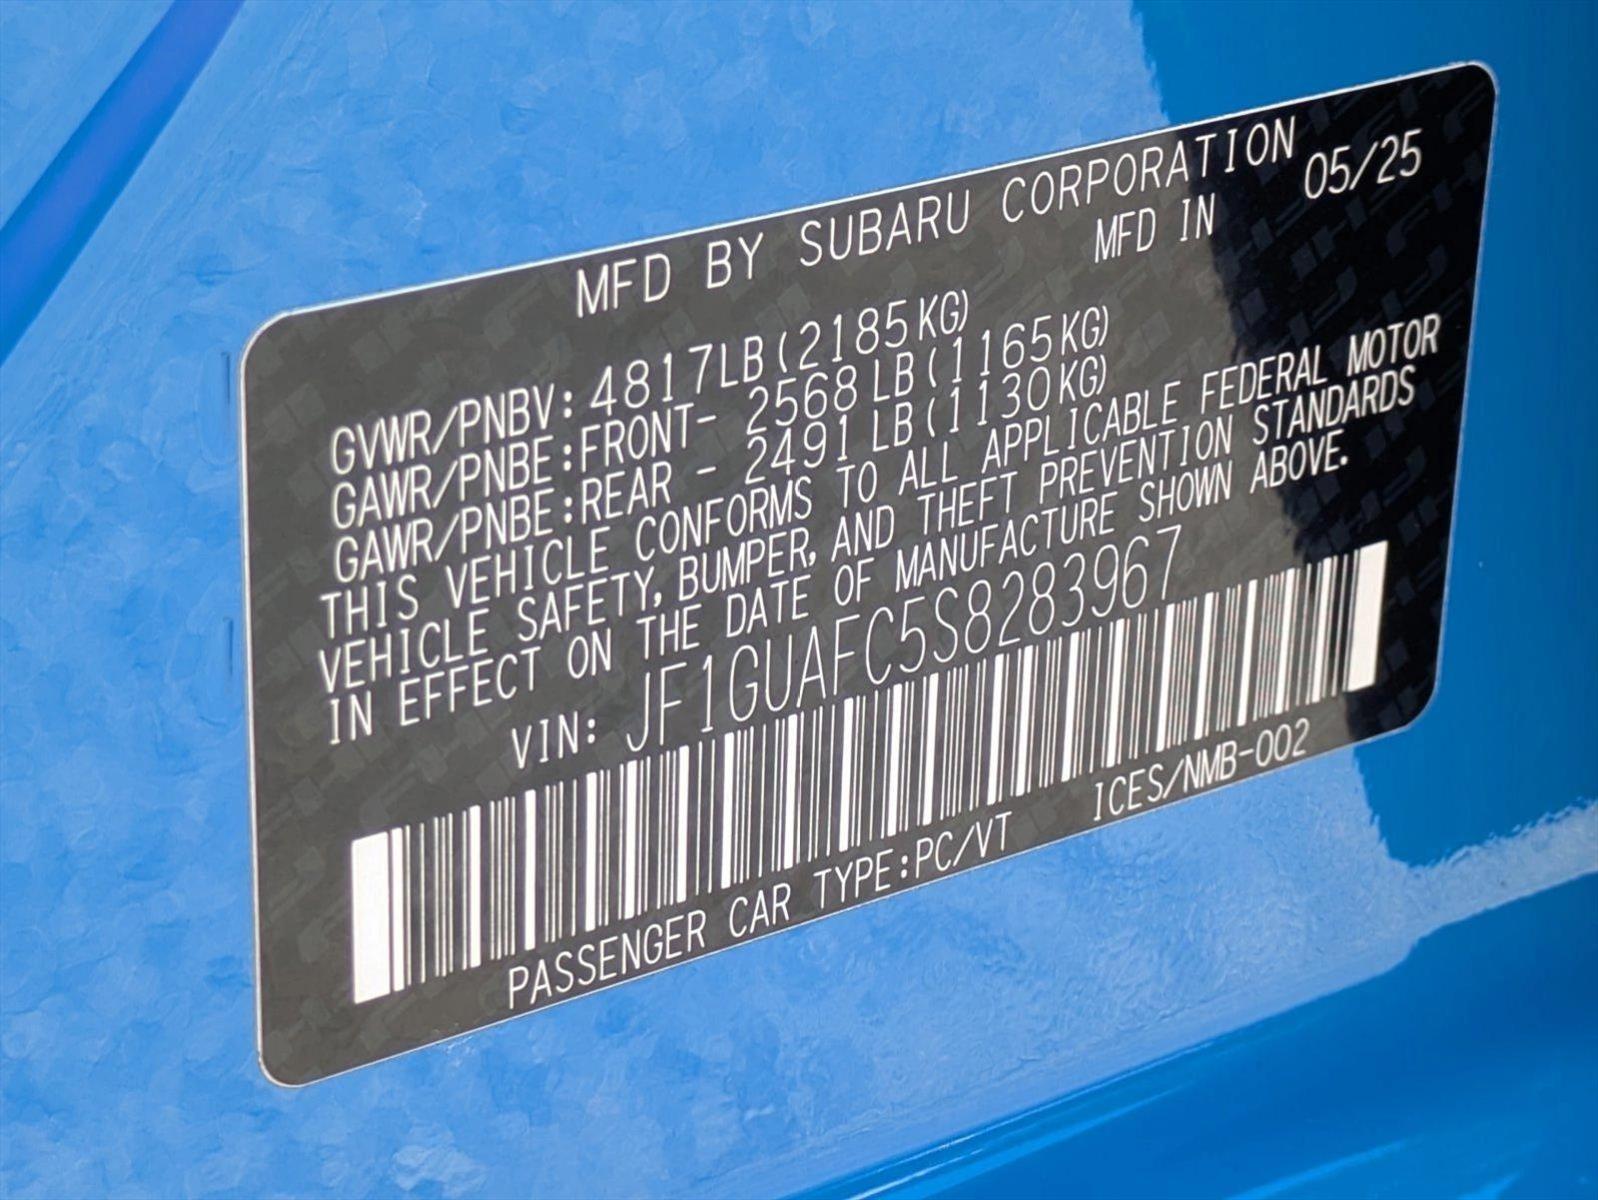 MFD BY SUBARU CORPORATION
MFD IN 05/25
GVWR/PNBV: 4817LB(2185KG)
GAWR/PNBE:FRONT- 2568LB(1165KG)
GAWR/PNBE:REAR - 2491LB(1130KG)
THIS VEHICLE CONFORMS TO ALL APPLICABLE FEDERAL MOTOR
VEHICLE SAFETY, BUMPER, AND THEFT PREVENTION STANDARDS
IN EFFECT ON THE DATE OF MANUFACTURE SHOWN ABOVE.
VIN: JF1GUAFC5S8283967
PASSENGER CAR TYPE:PC/VT ICES/NMB-002